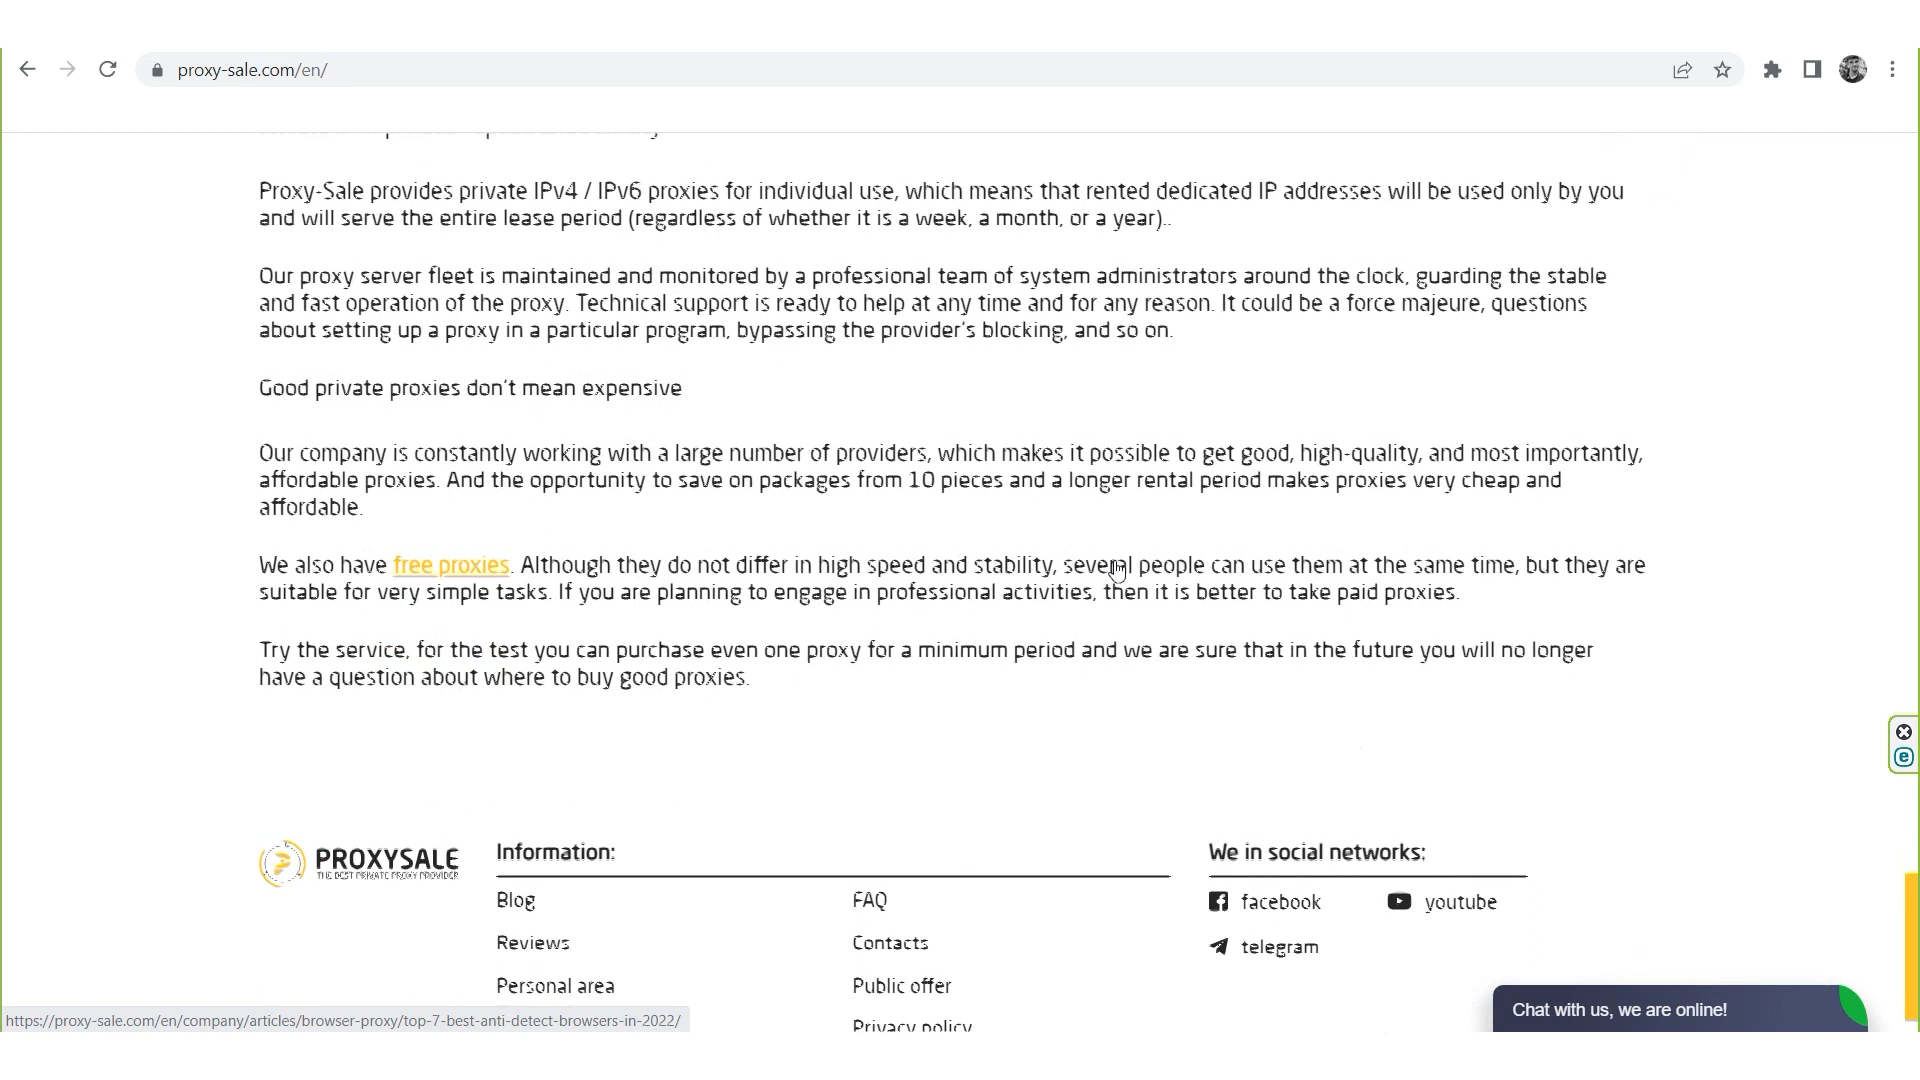 proxy-sale.com/en/
Proxy-Sale provides private IPv4 / IPv6 proxies for individual use, which means that rented dedicated IP addresses will be used only by you
and will serve the entire lease period (regardless of whether it is a week, a month, or a year)..
Our proxy server fleet is maintained and monitored by a professional team of system administrators around the clock, guarding the stable
and fast operation of the proxy. Technical support is ready to help at any time and for any reason. It could be a force majeure, questions
about setting up a proxy in a particular program, bypassing the provider's blocking, and so on.
Good private proxies don't mean expensive
Our company is constantly working with a large number of providers, which makes it possible to get good, high-quality, and most importantly,
affordable proxies. And the opportunity to save on packages from 10 pieces and a longer rental period makes proxies very cheap and
affordable.
We also have free proxies. Although they do not differ in high speed and stability, several people can use them at the same time, but they are
suitable for very simple tasks. If you are planning to engage in professional activities, then it is better to take paid proxies.
Try the service, for the test you can purchase even one proxy for a minimum period and we are sure that in the future you will no longer
have a question about where to buy good proxies.
PROXYSALE
THE BEST PRIVATE PROXY PROVIDER
Information:
Blog
FAQ
Reviews
Contacts
Personal area
Public offer
Privacy policy
We in social networks:
facebook
youtube
telegram
Chat with us, we are online!
https://proxy-sale.com/en/company/articles/browser-proxy/top-7-best-anti-detect-browsers-in-2022/